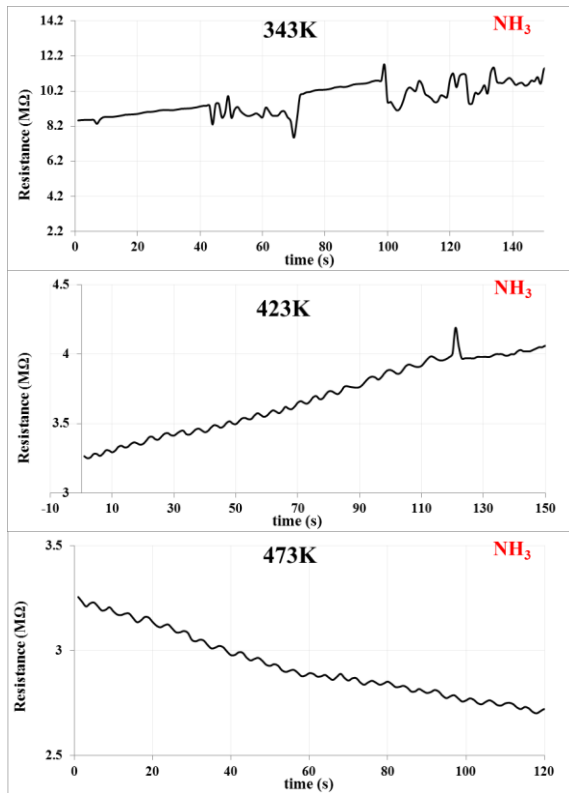 343K
NH3
14.2
12.2
10.2
8.2
6.2
4.2
2.2
Resistance (MΩ)
0 20 40 60 80 100 120 140
time (s)
423K
NH3
4.5
4
3.5
3
Resistance (MΩ)
-10 10 30 50 70 90 110 130 150
time (s)
473K
NH3
3.5
3
2.5
Resistance (MΩ)
0 20 40 60 80 100 120
time (s)